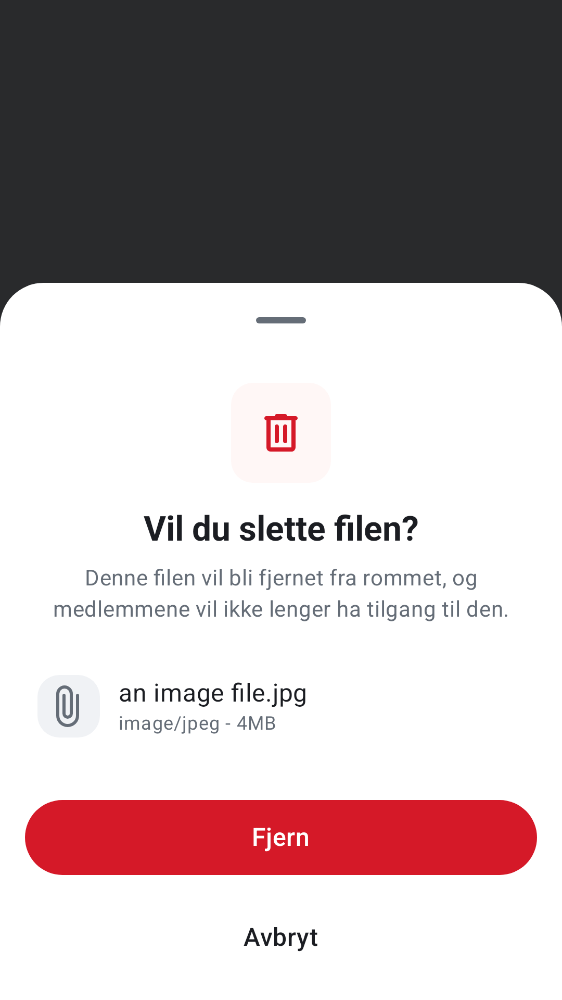 Vil du slette filen?
Denne filen vil bli fjernet fra rommet, og
medlemmene vil ikke lenger ha tilgang til den.
an image file.jpg
image/jpeg - 4MB
Fjern
Avbryt